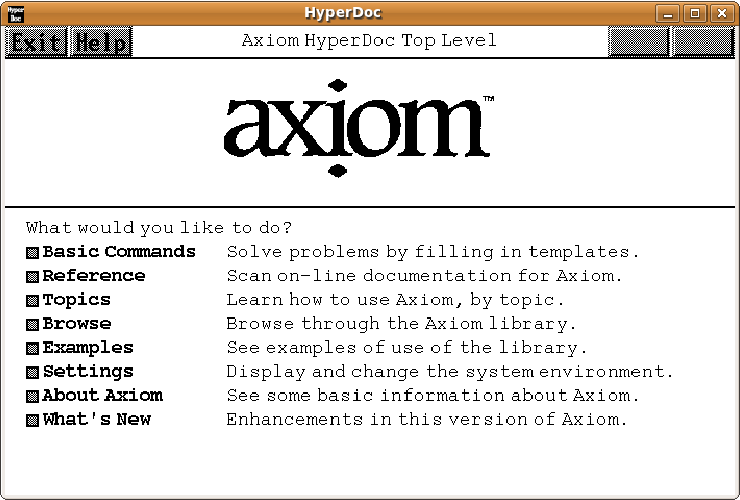 HyperDoc
Hyper
Doc
Exit Help Axiom HyperDoc Top Level
axiom™
What would you like to do?
Basic Commands Solve problems by filling in templates.
Reference Scan on-line documentation for Axiom.
Topics Learn how to use Axiom, by topic.
Browse Browse through the Axiom library.
Examples See examples of use of the library.
Settings Display and change the system environment.
About Axiom See some basic information about Axiom.
What's New Enhancements in this version of Axiom.